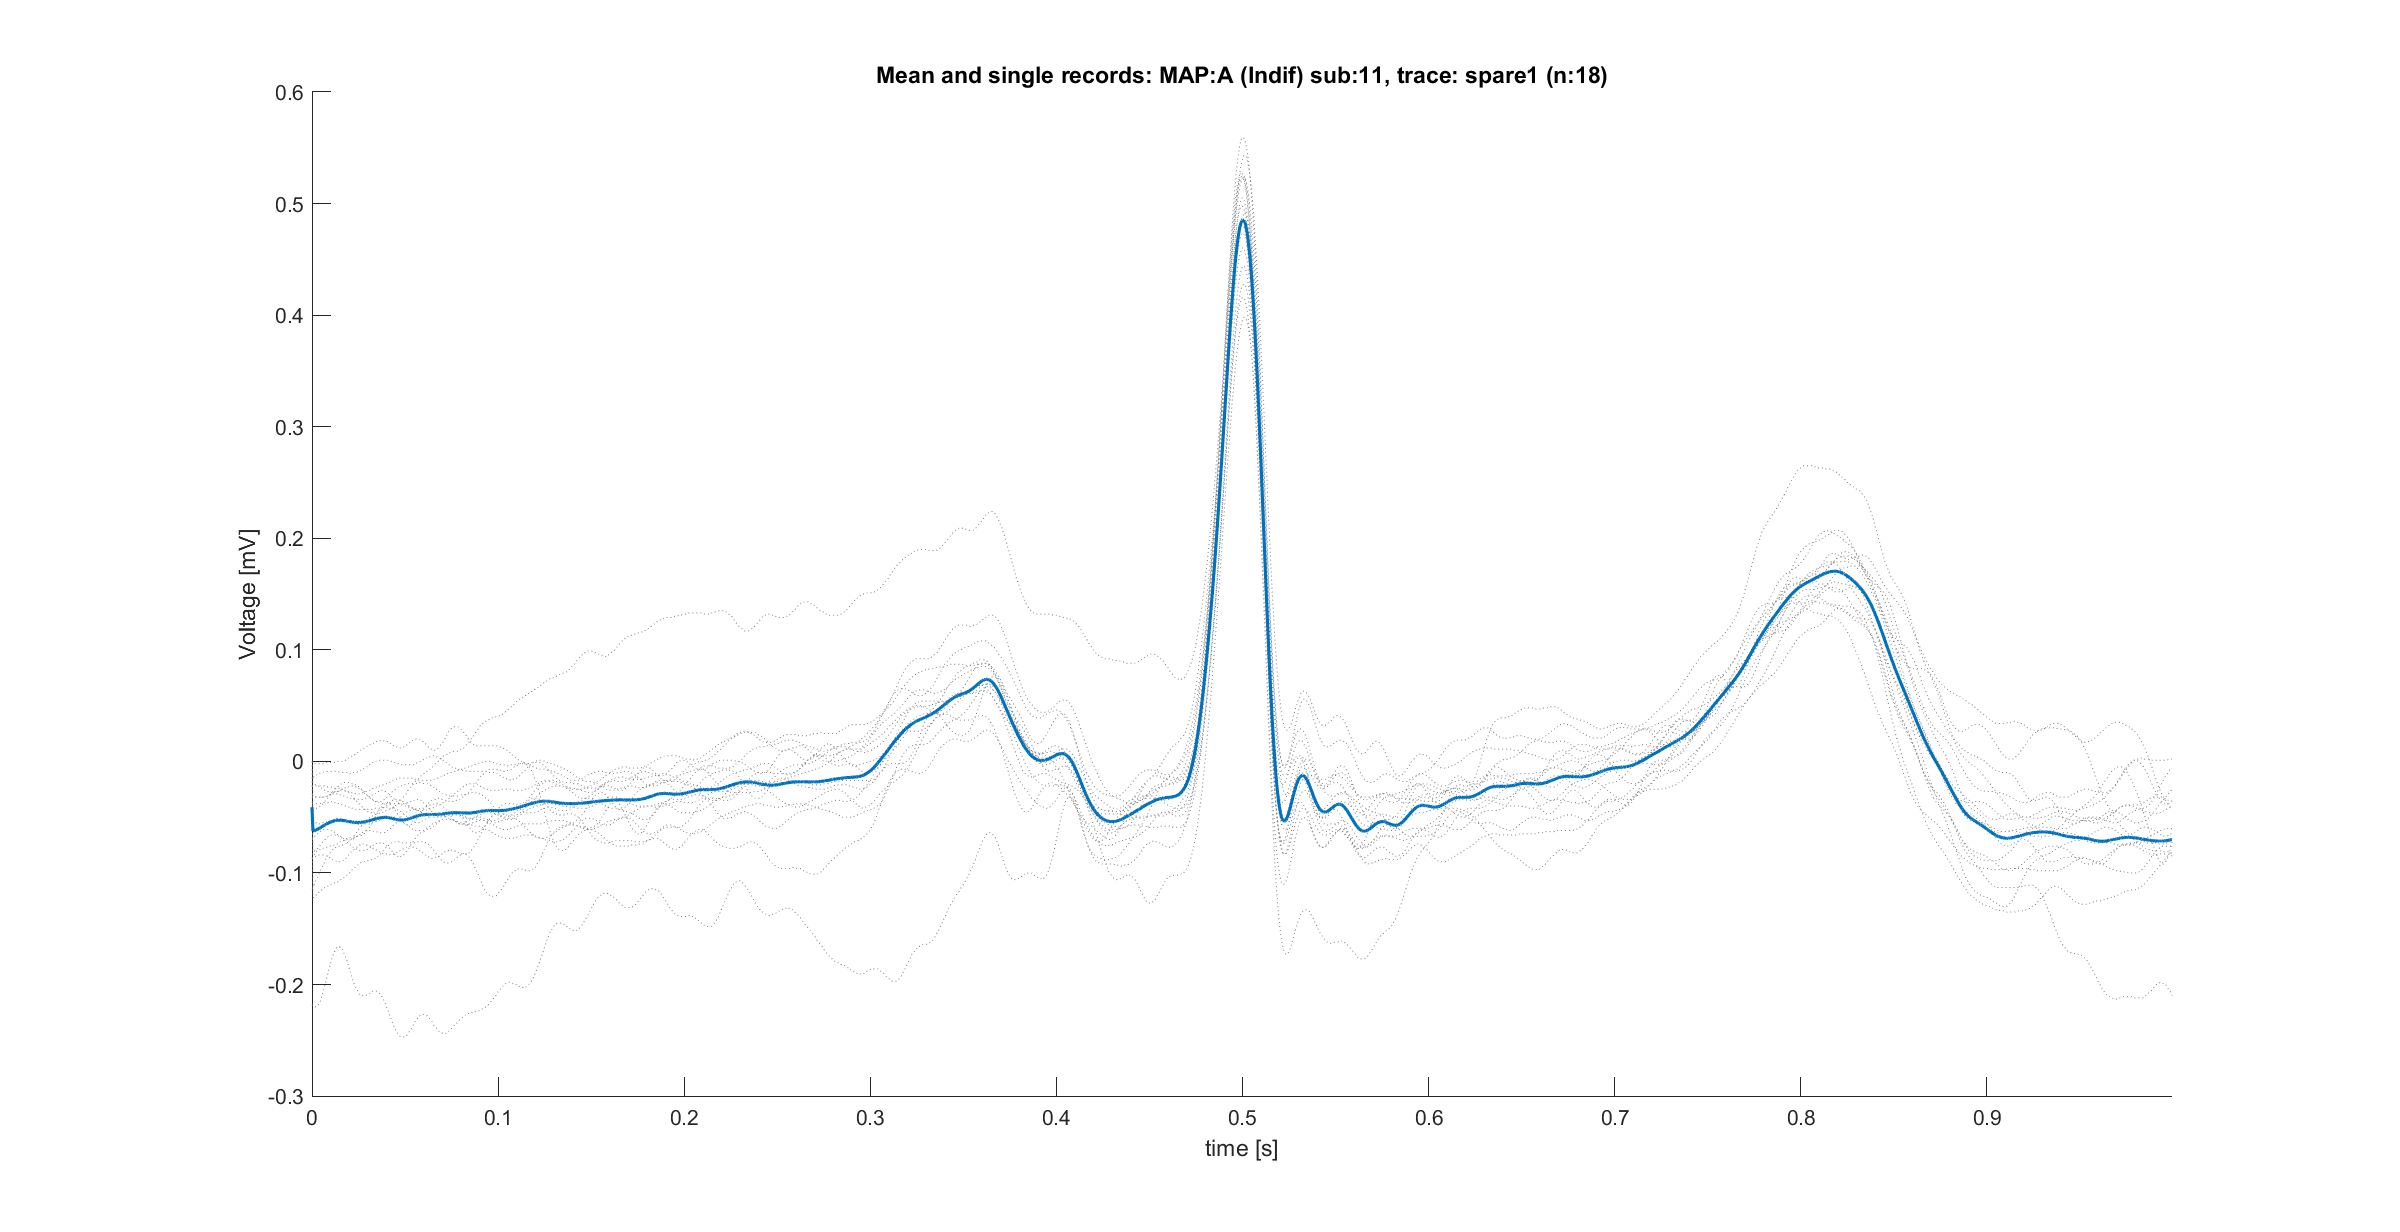 Mean and single records: MAP:A (Indif) sub:11, trace: spare1 (n:18)
0.6
0.5
0.4
0.3
0.2
0.1
0
-0.1
-0.2
-0.3
Voltage [mV]
0 0.1 0.2 0.3 0.4 0.5 0.6 0.7 0.8 0.9
time [s]